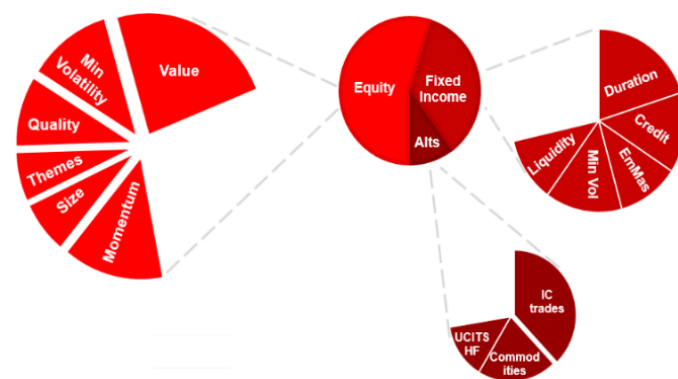 Min
Volatility
Value
Quality
Themes
Size
Momentum
Equity
Fixed
Income
Alts
Duration
Credit
EmMas
Min Vol
Liquidity
IC
trades
UCITS
HF
Commod
ities